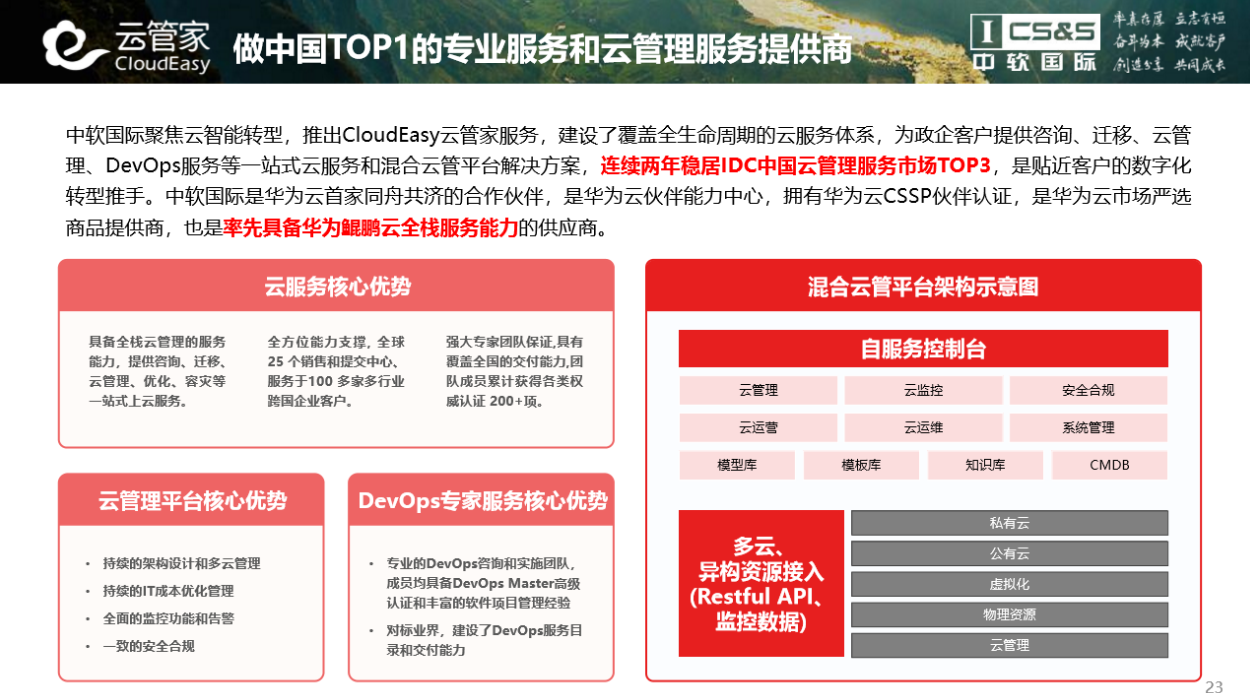 云管家
CloudEasy
做中国TOP1的专业服务和云管理服务提供商
I CS&S
中软国际
率真存厚 立志有恒
奋斗为本 成就客户
创造分享 共同成长
中软国际聚焦云智能转型，推出CloudEasy云管家服务，建设了覆盖全生命周期的云服务体系，为政企客户提供咨询、迁移、云管
理、DevOps服务等一站式云服务和混合云管平台解决方案，连续两年稳居IDC中国云管理服务市场TOP3，是贴近客户的数字化
转型推手。中软国际是华为云首家同舟共济的合作伙伴，是华为云伙伴能力中心，拥有华为云CSSP伙伴认证，是华为云市场严选
商品提供商，也是率先具备华为鲲鹏云全栈服务能力的供应商。
云服务核心优势
具备全栈云管理的服务
能力，提供咨询、迁移、
云管理、优化、容灾等
一站式上云服务。
全方位能力支撑, 全球
25 个销售和提交中心、
服务于100 多家多行业
跨国企业客户。
强大专家团队保证,具有
覆盖全国的交付能力,团
队成员累计获得各类权
威认证 200+项。
云管理平台核心优势
• 持续的架构设计和多云管理
• 持续的IT成本优化管理
• 全面的监控功能和告警
• 一致的安全合规
DevOps专家服务核心优势
• 专业的DevOps咨询和实施团队，
成员均具备DevOps Master高级
认证和丰富的软件项目管理经验
• 对标业界，建设了DevOps服务目
录和交付能力
混合云管平台架构示意图
自服务控制台
云管理 云监控 安全合规
云运营 云运维 系统管理
模型库 模板库 知识库 CMDB
多云、
异构资源接入
(Restful API、
监控数据)
私有云
公有云
虚拟化
物理资源
云管理
23